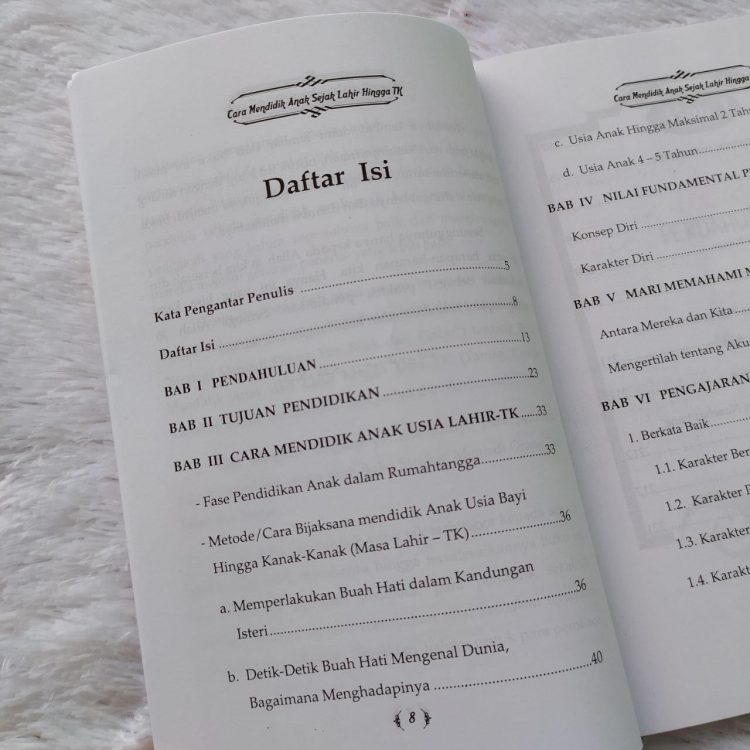 Cara Mendidik Anak Sejak Lahir Hingga TK
Daftar Isi
Kata Pengantar Penulis ..... 5
Daftar Isi ..... 8
BAB I PENDAHULUAN ..... 13
BAB II TUJUAN PENDIDIKAN ..... 23
BAB III CARA MENDIDIK ANAK USIA LAHIR-TK ..... 33
- Fase Pendidikan Anak dalam Rumahtangga ..... 33
- Metode/Cara Bijaksana mendidik Anak Usia Bayi
Hingga Kanak-Kanak (Masa Lahir – TK) ..... 36
a. Memperlakukan Buah Hati dalam Kandungan
Isteri ..... 36
b. Detik-Detik Buah Hati Mengenal Dunia,
Bagaimana Menghadapinya ..... 40
8
Cara Mendidik Anak Sejak Lahir Hingga
c. Usia Anak Hingga Maksimal 2
d. Usia Anak 4 – 5 Tahun
BAB IV NILAI FUNDAMENTAL
Konsep Diri
Karakter Diri
BAB V MARI MEMAHAMI
Antara Mereka dan Kita
Mengertilah tentang
BAB VI PENGAJARAN
1. Berkata Baik
1.1. Karakter
1.2. Karakter
1.3. Karakter
1.4.